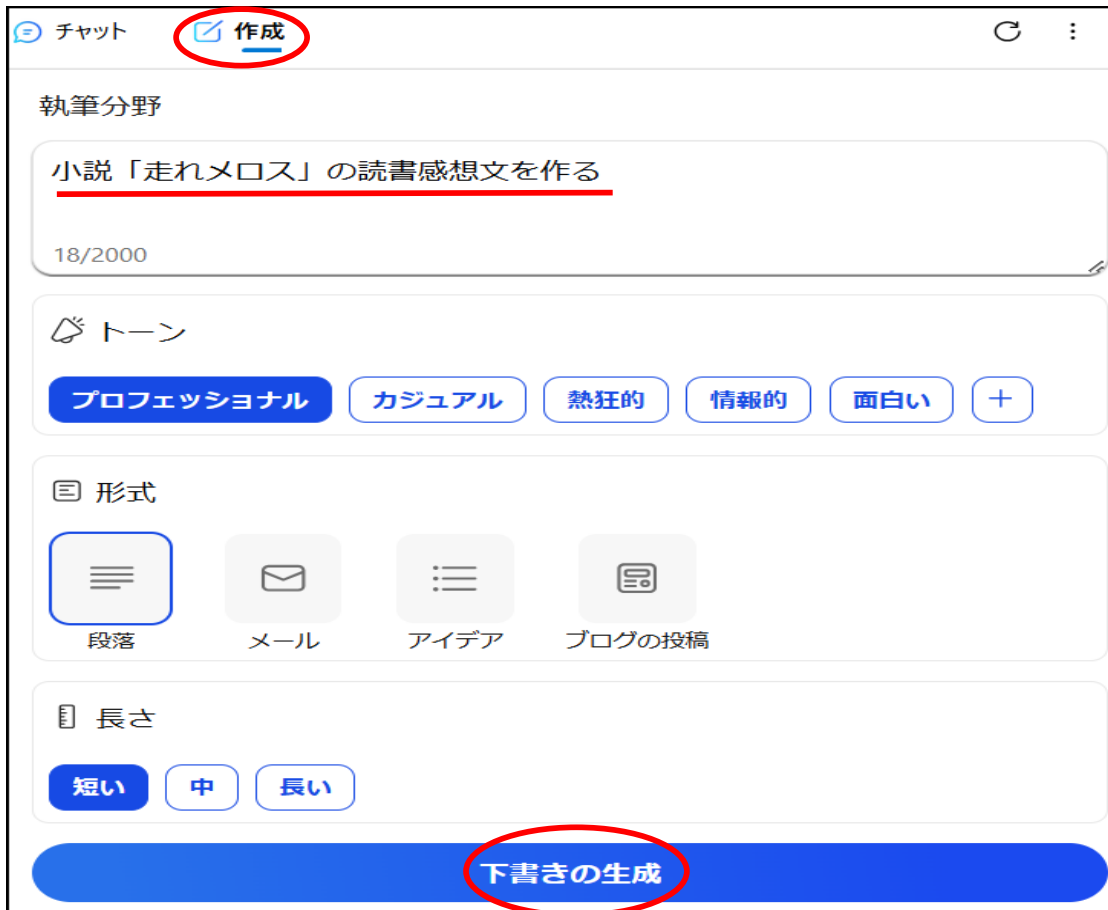 チャット 作成
執筆分野
小説「走れメロス」の読書感想文を作る
18/2000
トーン
プロフェッショナル カジュアル 熱狂的 情報的 面白い +
形式
段落 メール アイデア ブログの投稿
長さ
短い 中 長い
下書きの生成